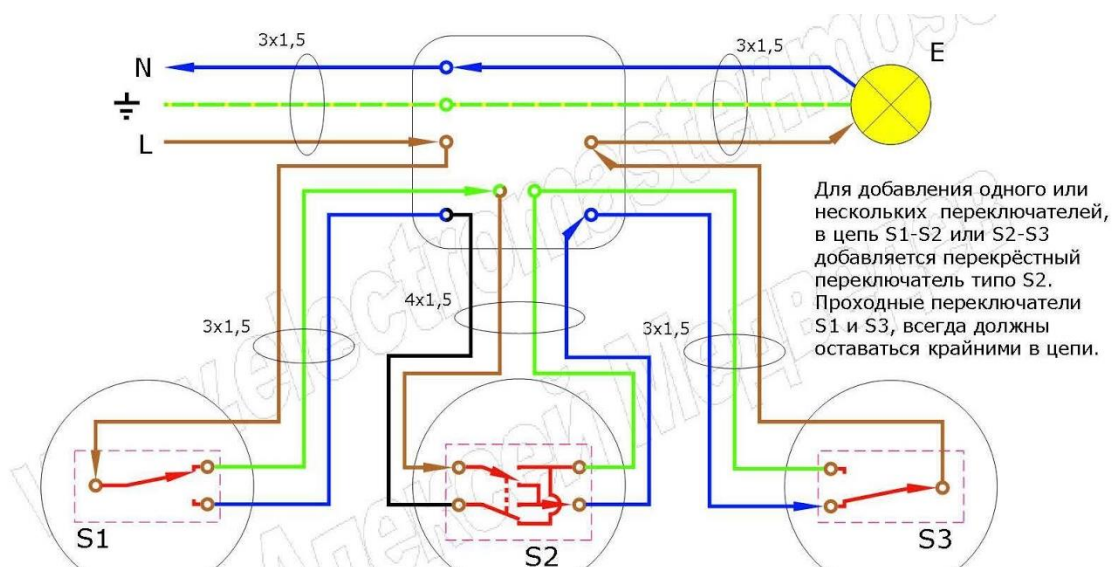 3x1,5
3x1,5
E
N
L
Для добавления одного или
нескольких переключателей,
в цепь S1-S2 или S2-S3
добавляется перекрёстный
переключатель типо S2.
Проходные переключатели
S1 и S3, всегда должны
оставаться крайними в цепи.
4x1,5
3x1,5
3x1,5
S1
S2
S3